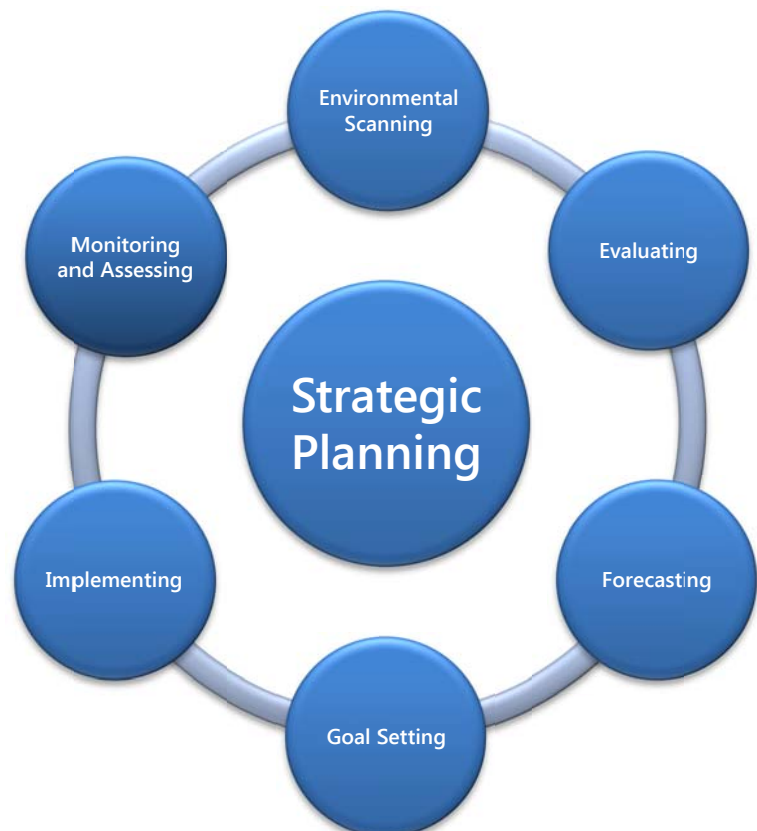 Environmental
Scanning
Evaluating
Forecasting
Goal Setting
Implementing
Monitoring
and Assessing
Strategic
Planning